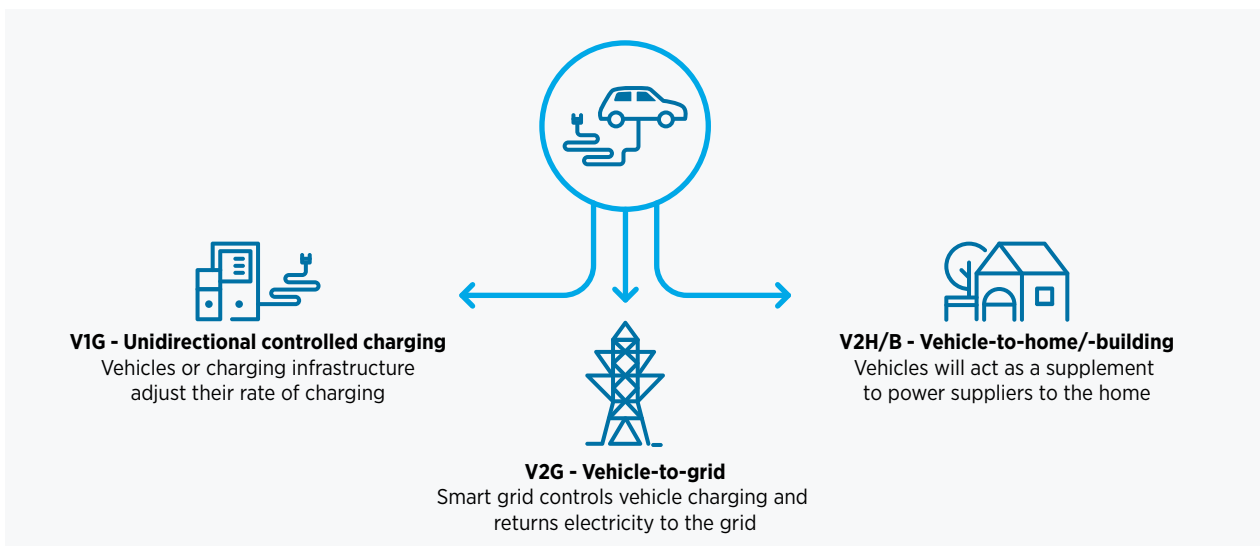 V1G - Unidirectional controlled charging
Vehicles or charging infrastructure
adjust their rate of charging
V2G - Vehicle-to-grid
Smart grid controls vehicle charging and
returns electricity to the grid
V2H/B - Vehicle-to-home/-building
Vehicles will act as a supplement
to power suppliers to the home